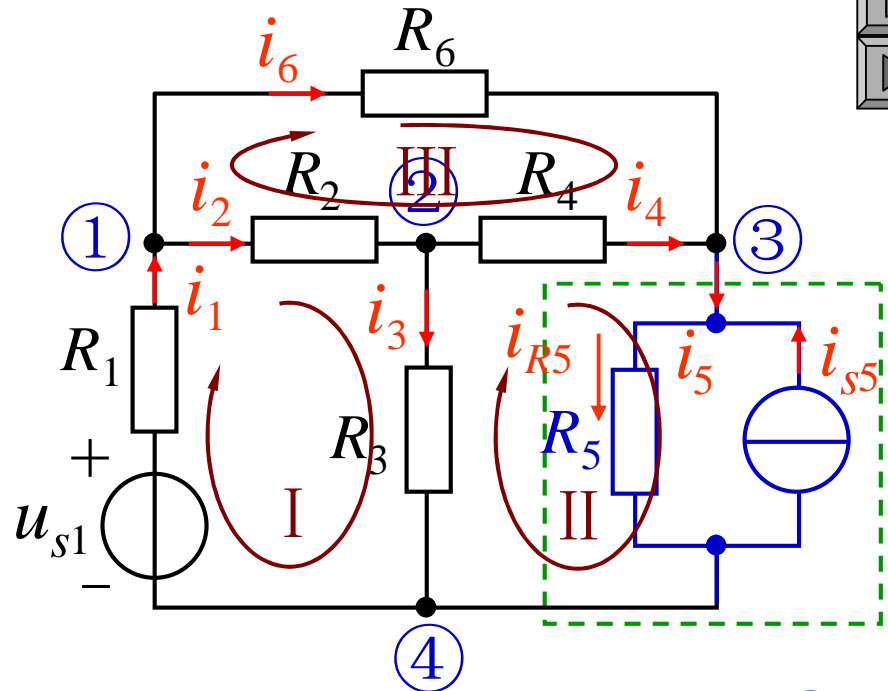 i6
R6
III
R2
R4
i2
②
i4
①
③
i1
i3
iR5
i5
is5
R1
R3
R5
+
us1
I
II
−
④